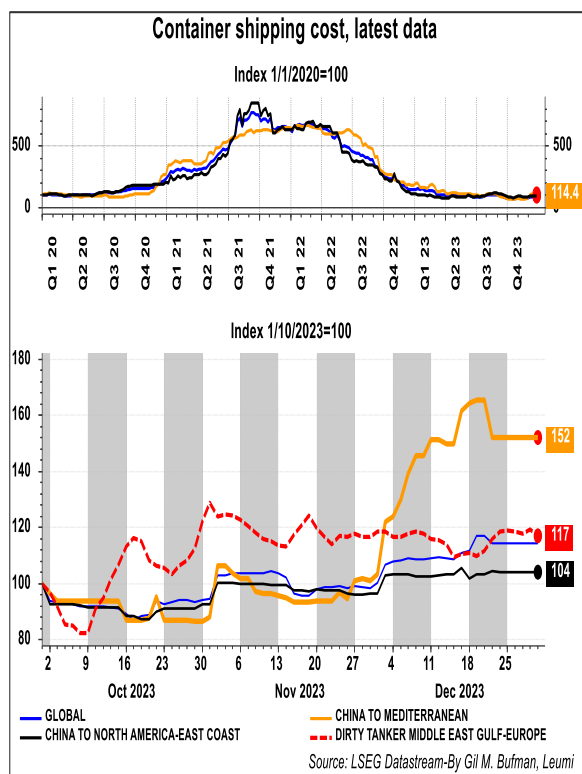 Container shipping cost, latest data
Index 1/1/2020=100
500
500
0
114.4
Q1 20
Q2 20
Q3 20
Q4 20
Q1 21
Q2 21
Q3 21
Q4 21
Q1 22
Q2 22
Q3 22
Q4 22
Q1 23
Q2 23
Q3 23
Q4 23
Index 1/10/2023=100
180
160
152
140
120
117
104
100
80
2 9 16 23 30 6 13 20 27 4 11 18 25
Oct 2023 Nov 2023 Dec 2023
GLOBAL CHINA TO MEDITERRANEAN
CHINA TO NORTH AMERICA-EAST COAST DIRTY TANKER MIDDLE EAST GULF-EUROPE
Source: LSEG Datastream-By Gil M. Bufman, Leumi